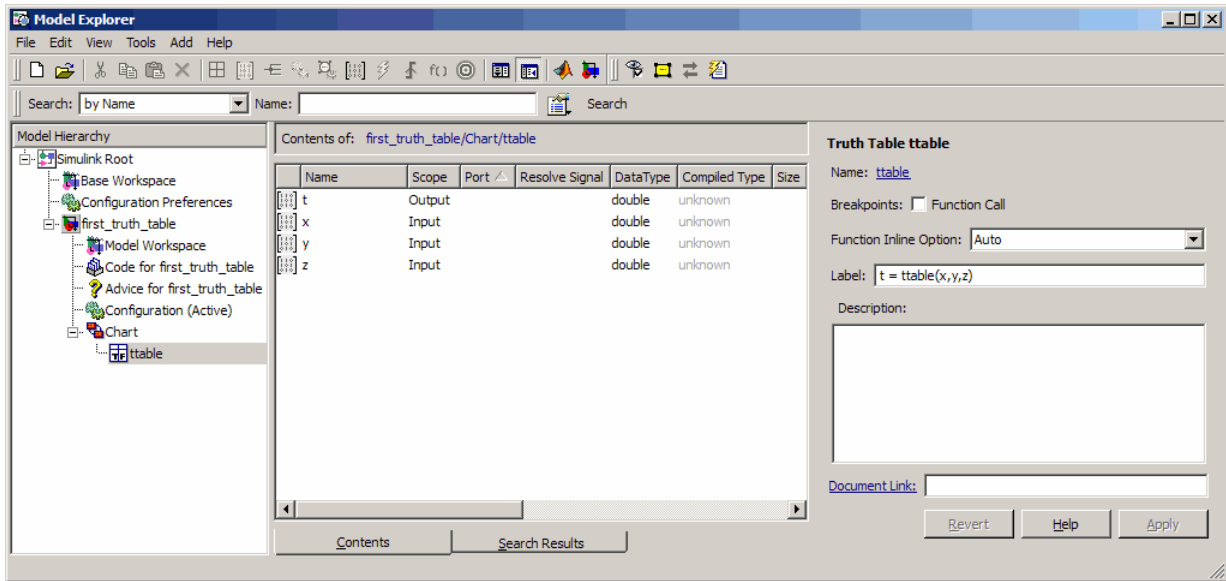 Model Explorer
File Edit View Tools Add Help
Search: by Name Name: Search
Model Hierarchy
Simulink Root
Base Workspace
Configuration Preferences
first_truth_table
Model Workspace
Code for first_truth_table
Advice for first_truth_table
Configuration (Active)
Chart
ttable
Contents of: first_truth_table/Chart/ttable
Name Scope Port Resolve Signal DataType Compiled Type Size
t Output double unknown
x Input double unknown
y Input double unknown
z Input double unknown
Contents Search Results
Truth Table ttable
Name: ttable
Breakpoints: Function Call
Function Inline Option: Auto
Label: t = ttable(x,y,z)
Description:
Document Link:
Revert Help Apply